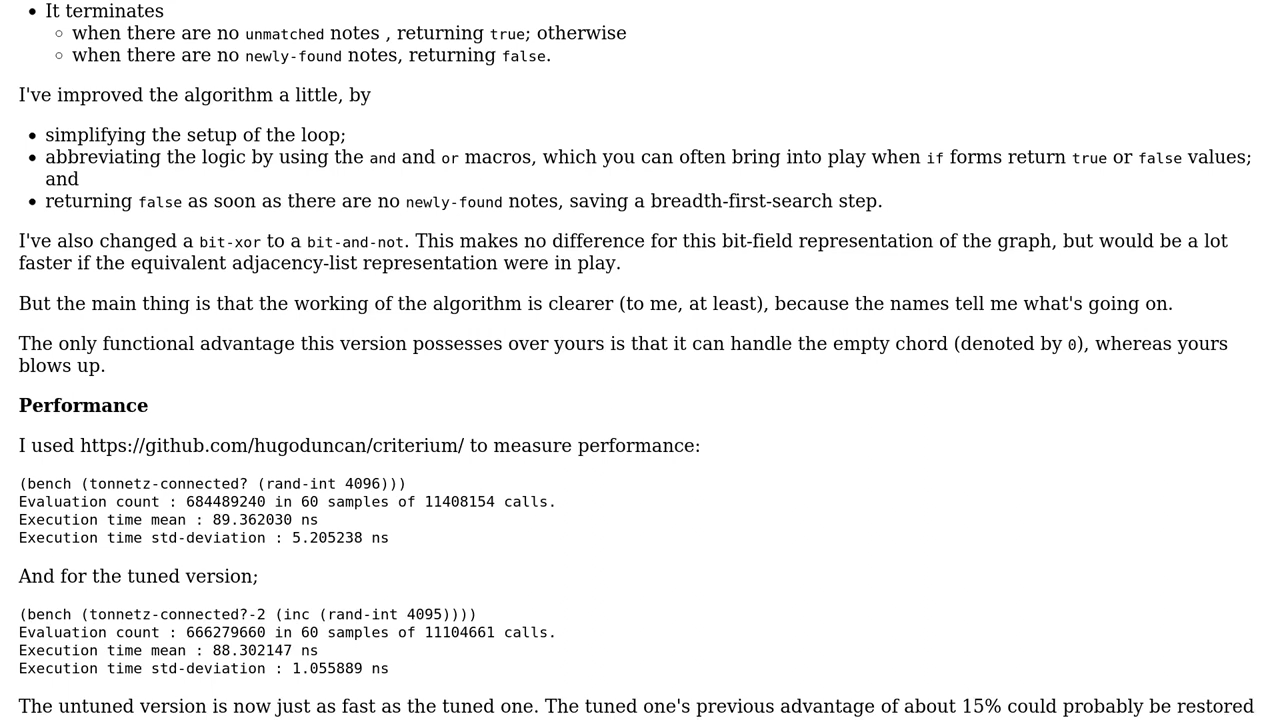 It terminates
when there are no unmatched notes , returning true; otherwise
when there are no newly-found notes, returning false.
I've improved the algorithm a little, by
simplifying the setup of the loop;
abbreviating the logic by using the and and or macros, which you can often bring into play when if forms return true or false values;
and
returning false as soon as there are no newly-found notes, saving a breadth-first-search step.
I've also changed a bit-xor to a bit-and-not. This makes no difference for this bit-field representation of the graph, but would be a lot
faster if the equivalent adjacency-list representation were in play.
But the main thing is that the working of the algorithm is clearer (to me, at least), because the names tell me what's going on.
The only functional advantage this version possesses over yours is that it can handle the empty chord (denoted by 0), whereas yours
blows up.
Performance
I used https://github.com/hugoduncan/criterium/ to measure performance:
(bench (tonnetz-connected? (rand-int 4096)))
Evaluation count : 684489240 in 60 samples of 11408154 calls.
Execution time mean : 89.362030 ns
Execution time std-deviation : 5.205238 ns
And for the tuned version;
(bench (tonnetz-connected?-2 (inc (rand-int 4095))))
Evaluation count : 666279660 in 60 samples of 11104661 calls.
Execution time mean : 88.302147 ns
Execution time std-deviation : 1.055889 ns
The untuned version is now just as fast as the tuned one. The tuned one's previous advantage of about 15% could probably be restored